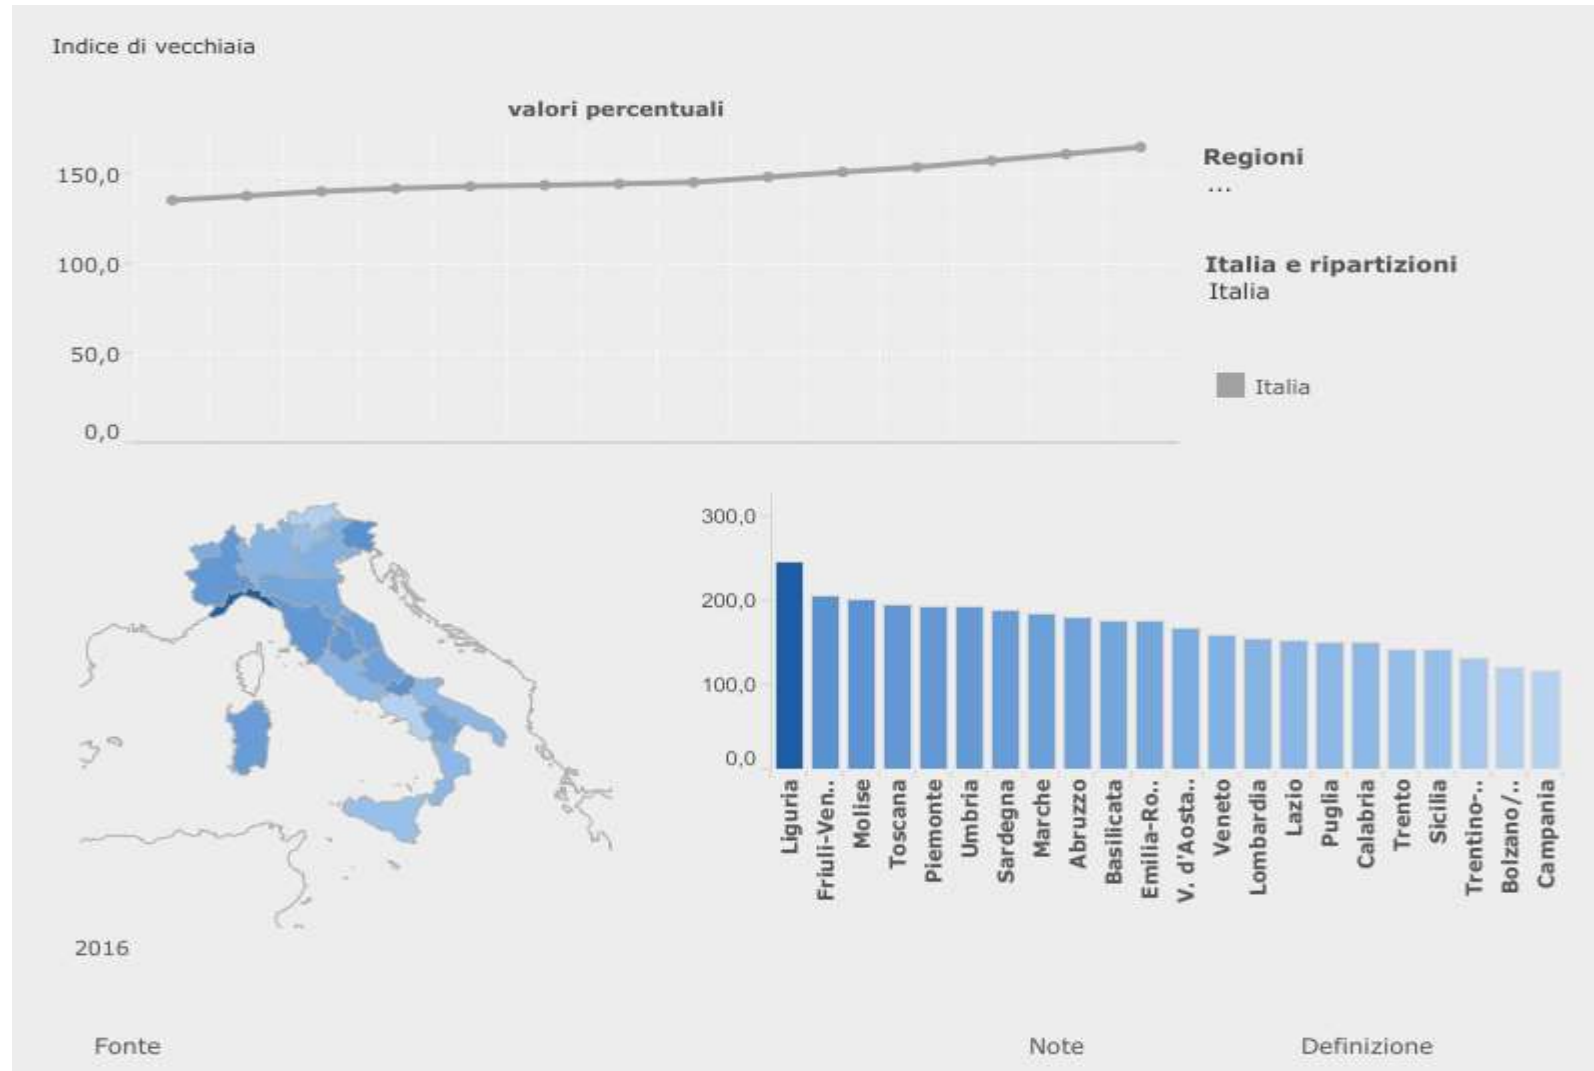 Indice di vecchiaia
valori percentuali
150,0
100,0
50,0
0,0
Regioni
...
Italia e ripartizioni
Italia
Italia
300,0
200,0
100,0
0,0
Liguria
Friuli-Ven..
Molise
Toscana
Piemonte
Umbria
Sardegna
Marche
Abruzzo
Basilicata
Emilia-Ro..
V. d'Aosta..
Veneto
Lombardia
Lazio
Puglia
Calabria
Trento
Sicilia
Trentino-..
Bolzano/..
Campania
2016
Fonte
Note
Definizione